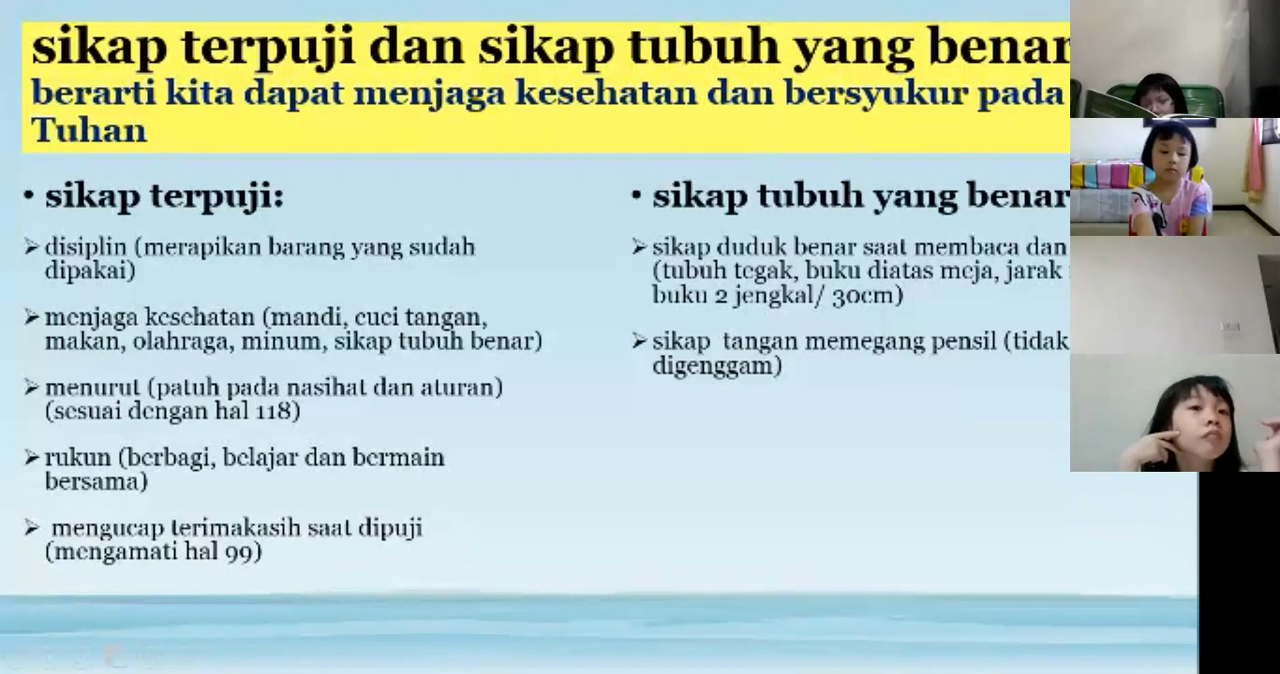 sikap terpuji dan sikap tubuh yang benar
berarti kita dapat menjaga kesehatan dan bersyukur pada
Tuhan
• sikap terpuji:
➢ disiplin (merapikan barang yang sudah
dipakai)
➢ menjaga kesehatan (mandi, cuci tangan,
makan, olahraga, minum, sikap tubuh benar)
➢ menurut (patuh pada nasihat dan aturan)
(sesuai dengan hal 118)
➢ rukun (berbagi, belajar dan bermain
bersama)
➢ mengucap terimakasih saat dipuji
(mengamati hal 99)
• sikap tubuh yang benar
➢ sikap duduk benar saat membaca dan
(tubuh tegak, buku diatas meja, jarak
buku 2 jengkal/ 30cm)
➢ sikap tangan memegang pensil (tidak
digenggam)